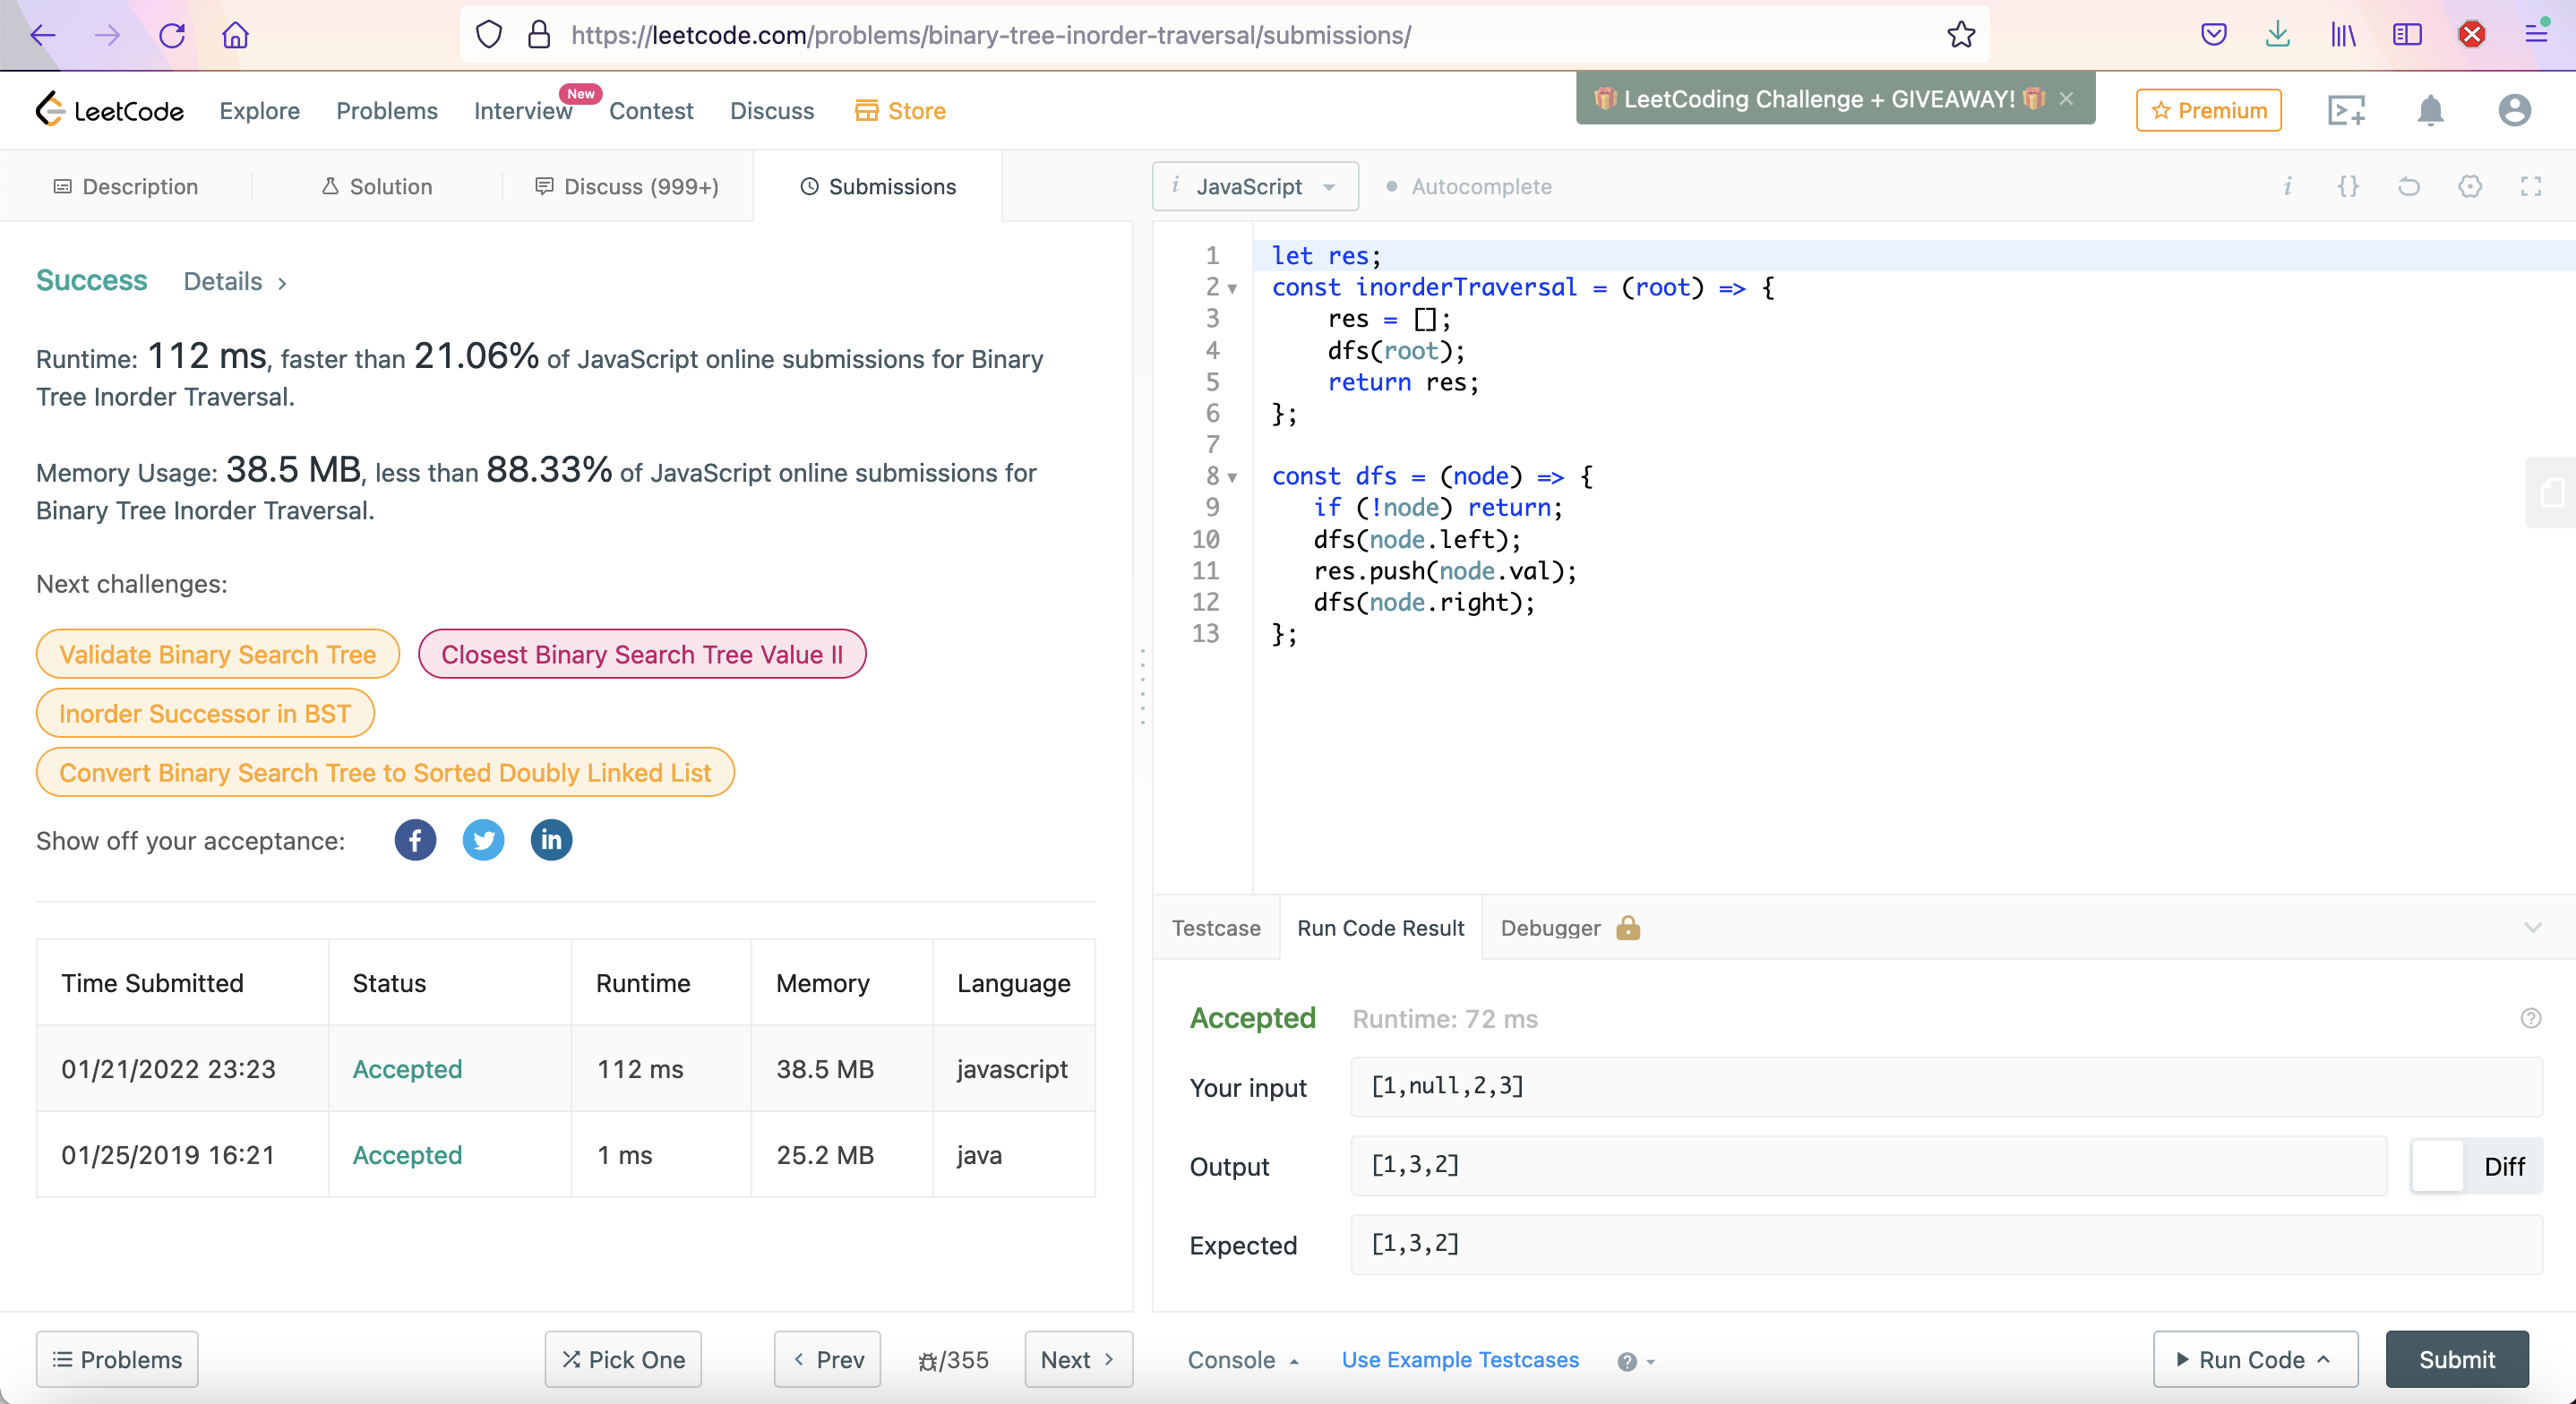 https://leetcode.com/problems/binary-tree-inorder-traversal/submissions/
LeetCode Explore Problems Interview New Contest Discuss Store
LeetCoding Challenge + GIVEAWAY! ×
Premium
Description Solution Discuss (999+) Submissions
Success Details >
Runtime: 112 ms, faster than 21.06% of JavaScript online submissions for Binary
Tree Inorder Traversal.
Memory Usage: 38.5 MB, less than 88.33% of JavaScript online submissions for
Binary Tree Inorder Traversal.
Next challenges:
Validate Binary Search Tree Closest Binary Search Tree Value II
Inorder Successor in BST
Convert Binary Search Tree to Sorted Doubly Linked List
Show off your acceptance:
Time Submitted Status Runtime Memory Language
01/21/2022 23:23 Accepted 112 ms 38.5 MB javascript
01/25/2019 16:21 Accepted 1 ms 25.2 MB java
Problems Pick One < Prev /355 Next >
i JavaScript Autocomplete i {}
1 let res;
2 const inorderTraversal = (root) => {
3 res = [];
4 dfs(root);
5 return res;
6 };
7
8 const dfs = (node) => {
9 if (!node) return;
10 dfs(node.left);
11 res.push(node.val);
12 dfs(node.right);
13 };
Testcase Run Code Result Debugger
Accepted Runtime: 72 ms ?
Your input [1,null,2,3]
Output [1,3,2] Diff
Expected [1,3,2]
Console Use Example Testcases ? Run Code Submit